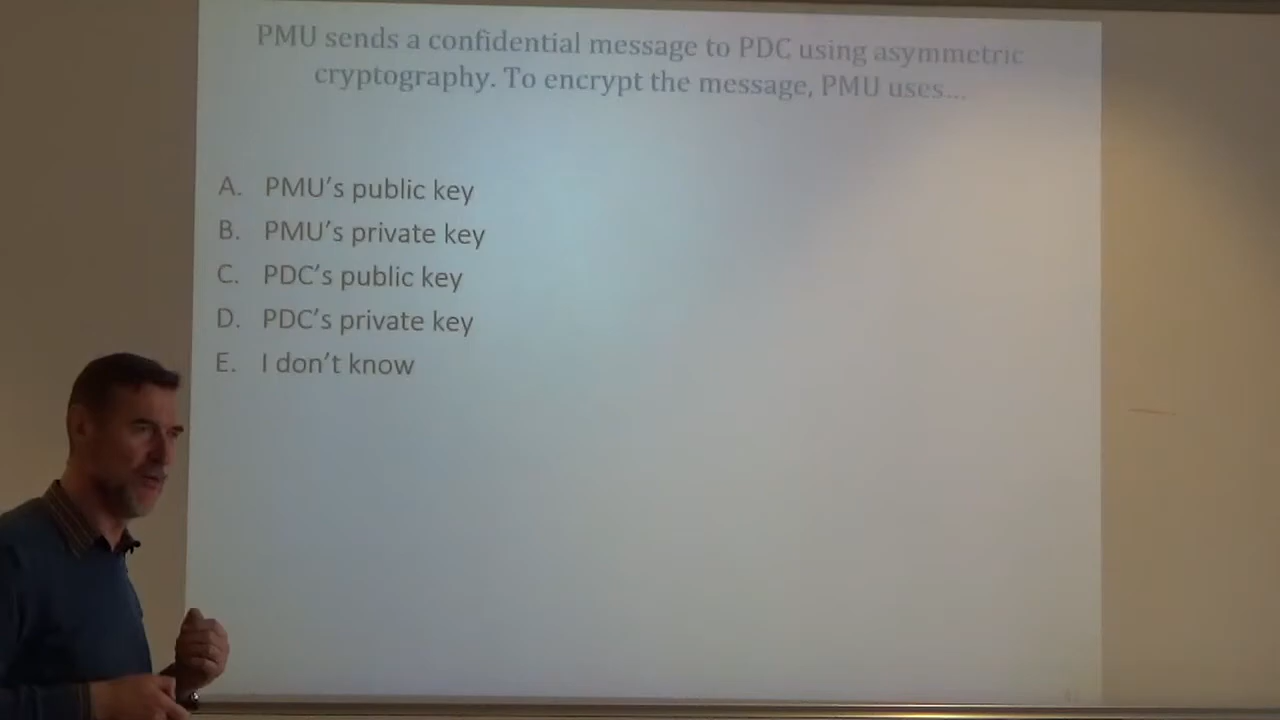 PMU sends a confidential message to PDC using asymmetric
cryptography. To encrypt the message, PMU uses...
A. PMU's public key
B. PMU's private key
C. PDC's public key
D. PDC's private key
E. I don't know